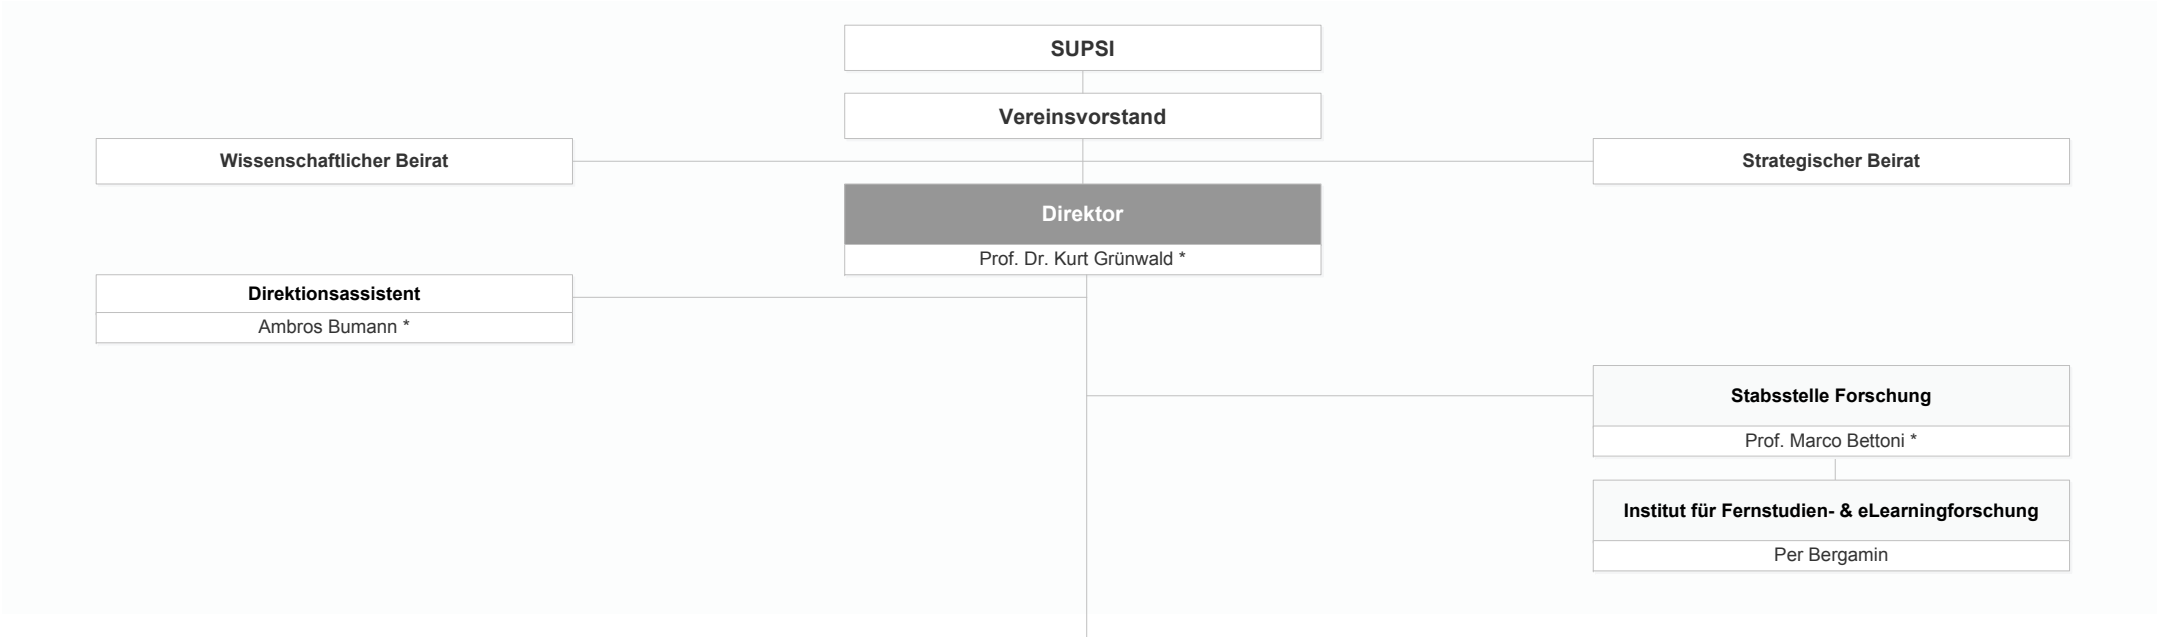 SUPSI
Vereinsvorstand
Wissenschaftlicher Beirat
Strategischer Beirat
Direktor
Prof. Dr. Kurt Grünwald *
Direktionsassistent
Ambros Bumann *
Stabsstelle Forschung
Prof. Marco Bettoni *
Institut für Fernstudien- & eLearningforschung
Per Bergamin